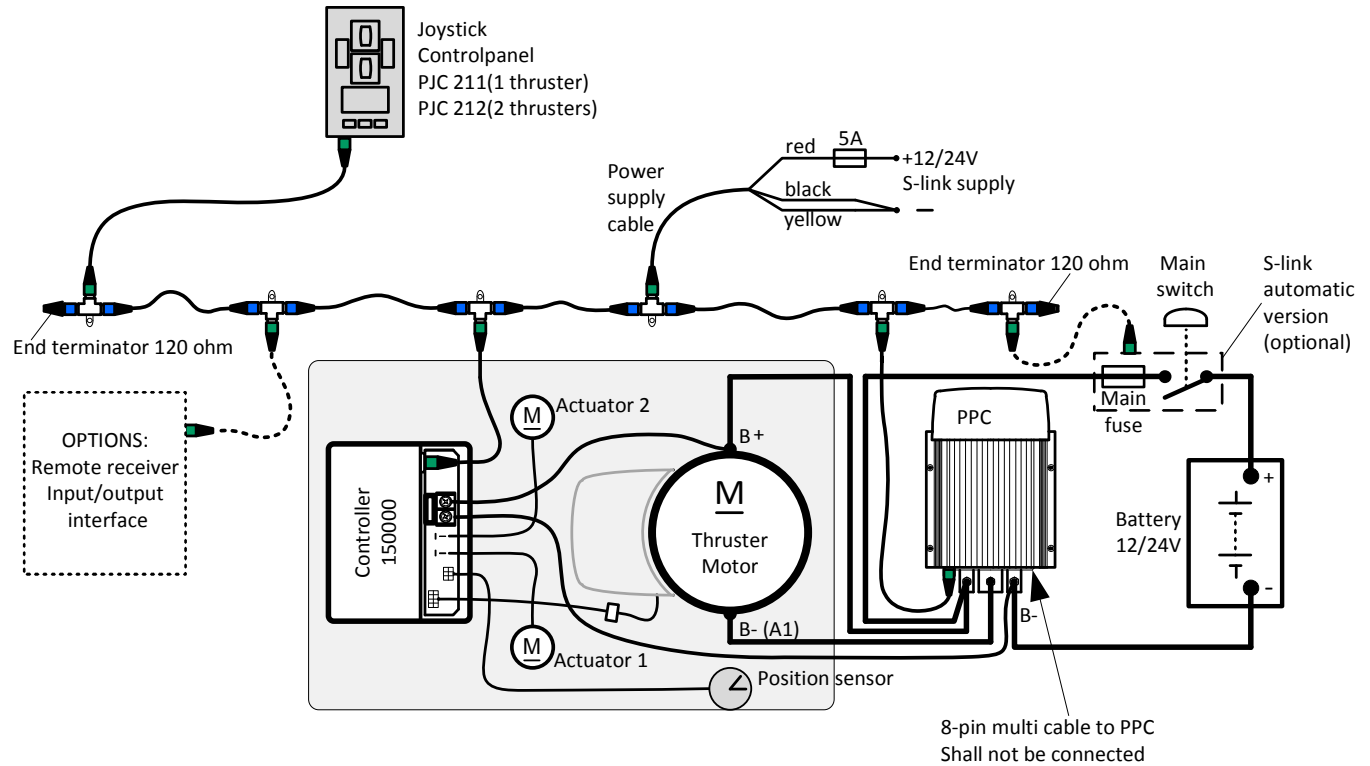 Joystick
Controlpanel
PJC 211(1 thruster)
PJC 212(2 thrusters)
Power
supply
cable
red
5A
+12/24V
S-link supply
black
yellow
–
End terminator 120 ohm
End terminator 120 ohm
Main
switch
S-link
automatic
version
(optional)
Main
fuse
OPTIONS:
Remote receiver
Input/output
interface
Controller
150000
M
Actuator 2
M
Actuator 1
B+
M
Thruster
Motor
B- (A1)
Position sensor
PPC
B-
Battery
12/24V
+
-
8-pin multi cable to PPC
Shall not be connected